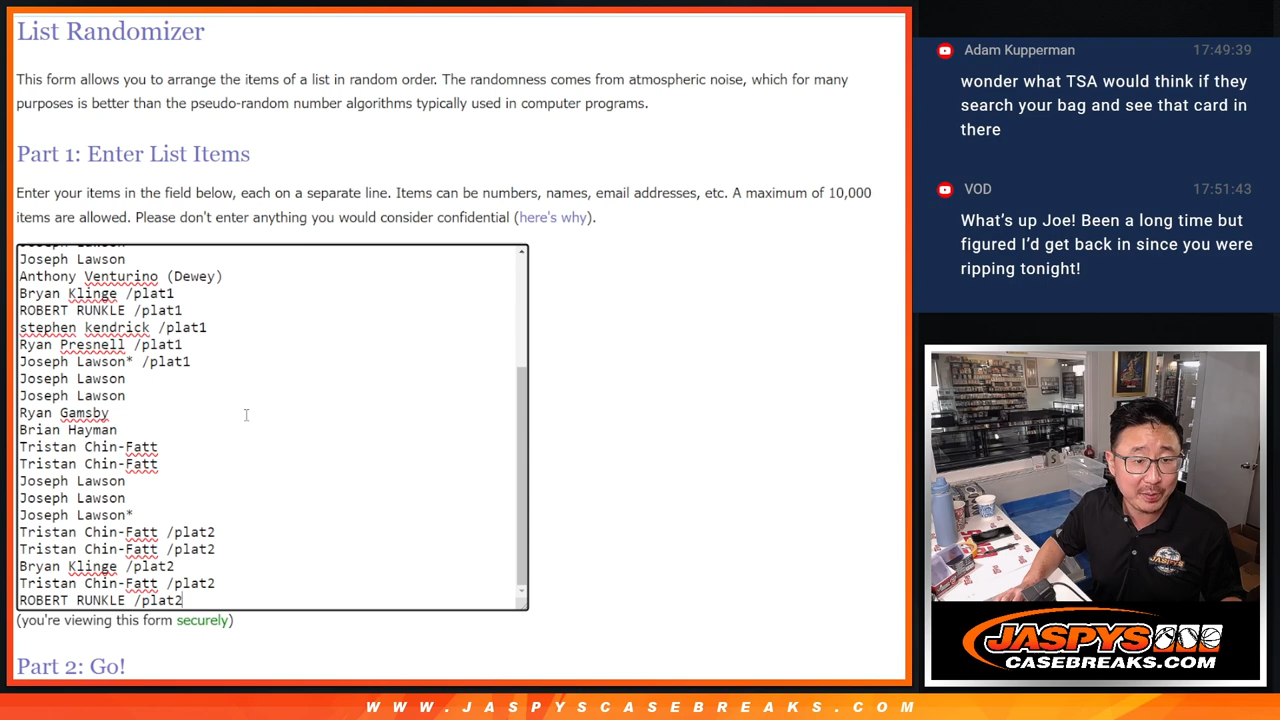 List Randomizer
This form allows you to arrange the items of a list in random order. The randomness comes from atmospheric noise, which for many
purposes is better than the pseudo-random number algorithms typically used in computer programs.
Part 1: Enter List Items
Enter your items in the field below, each on a separate line. Items can be numbers, names, email addresses, etc. A maximum of 10,000
items are allowed. Please don't enter anything you would consider confidential (here's why).
Joseph Lawson
Joseph Lawson
Anthony Venturino (Dewey)
Bryan Klinge /plat1
ROBERT RUNKLE /plat1
stephen kendrick /plat1
Ryan Presnell /plat1
Joseph Lawson* /plat1
Joseph Lawson
Joseph Lawson
Ryan Gamsby
Brian Hayman
Tristan Chin-Fatt
Tristan Chin-Fatt
Joseph Lawson
Joseph Lawson
Joseph Lawson*
Tristan Chin-Fatt /plat2
Tristan Chin-Fatt /plat2
Bryan Klinge /plat2
Tristan Chin-Fatt /plat2
ROBERT RUNKLE /plat2
(you're viewing this form securely)
Part 2: Go!
Adam Kupperman 17:49:39
wonder what TSA would think if they
search your bag and see that card in
there
VOD 17:51:43
What's up Joe! Been a long time but
figured I'd get back in since you were
ripping tonight!
JASPYS
CASEBREAKS.COM
WWW.JASPYSCASEBREAKS.COM